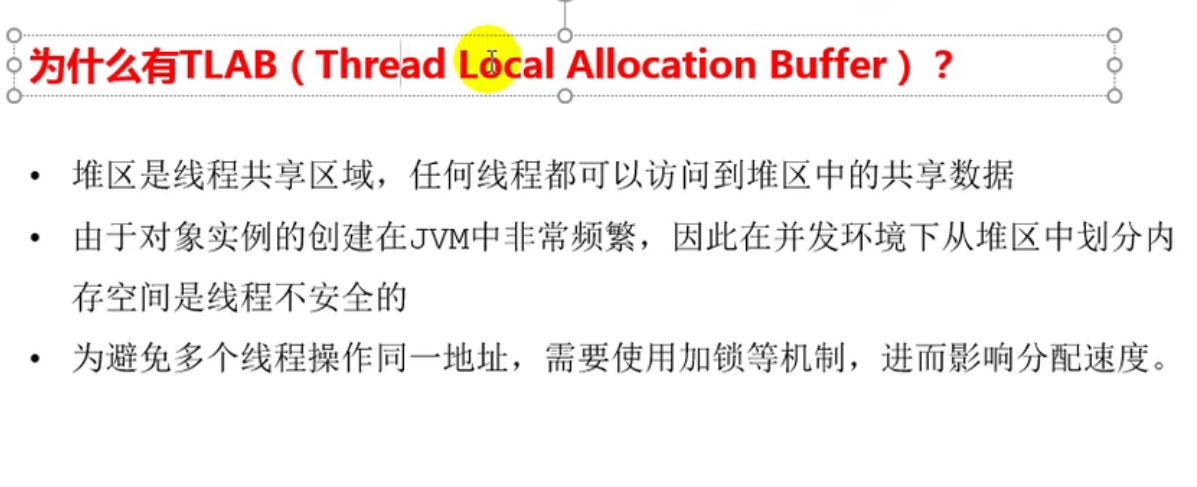 为什么有TLAB（Thread Local Allocation Buffer）？
• 堆区是线程共享区域，任何线程都可以访问到堆区中的共享数据
• 由于对象实例的创建在JVM中非常频繁，因此在并发环境下从堆区中划分内
存空间是线程不安全的
• 为避免多个线程操作同一地址，需要使用加锁等机制，进而影响分配速度。